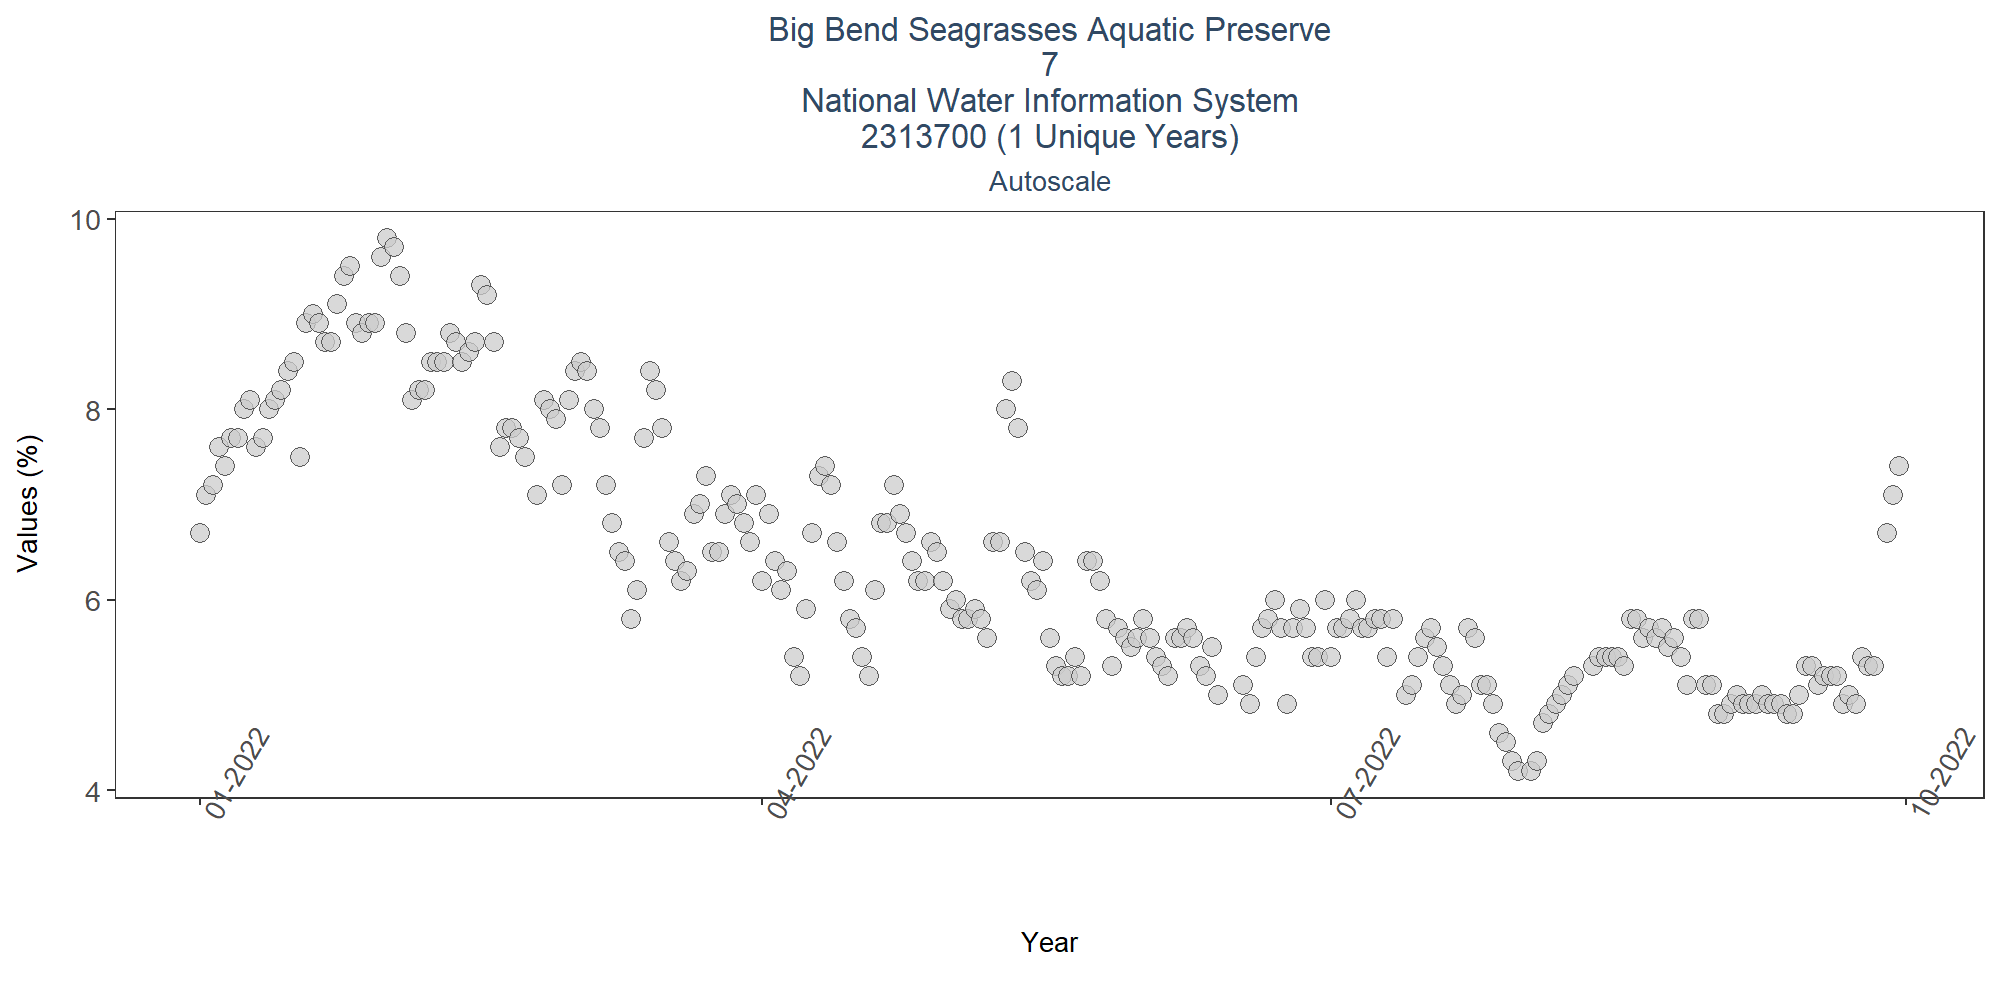 Big Bend Seagrasses Aquatic Preserve
7
National Water Information System
2313700 (1 Unique Years)
Autoscale
10
8
6
4
Values (%)
01-2022
04-2022
07-2022
10-2022
Year